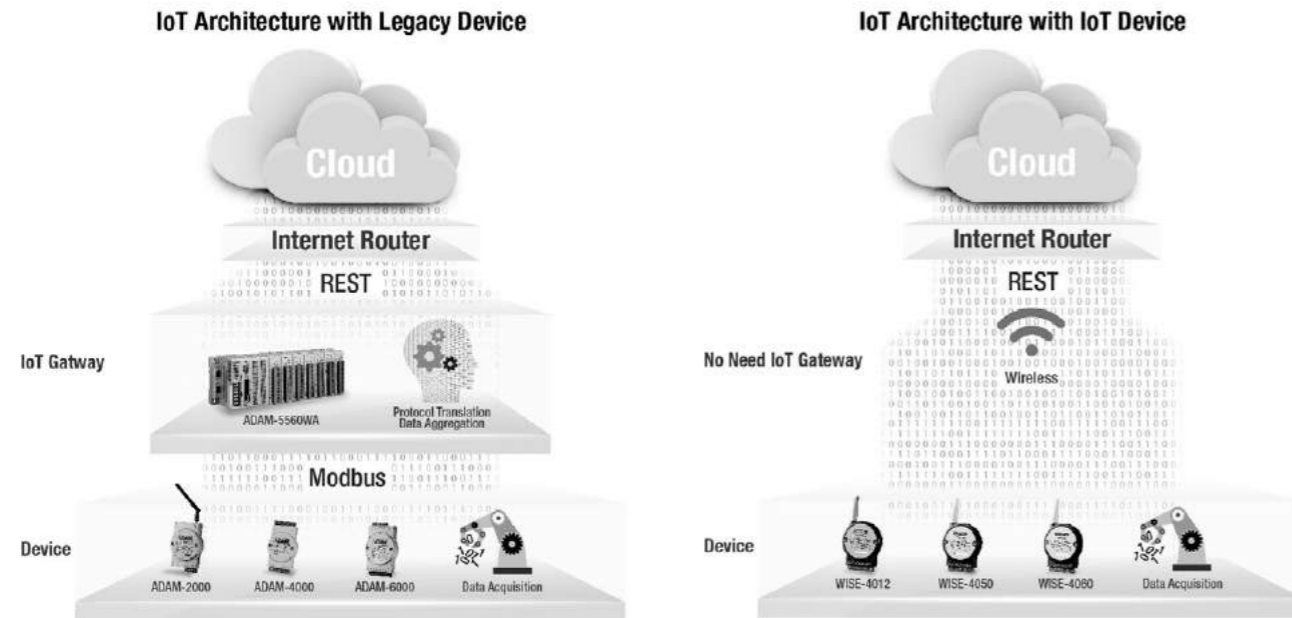 IoT Architecture with Legacy Device
Cloud
Internet Router
REST
IoT Gatway
ADAM-5560WA
Protocol Translation
Data Aggregation
Modbus
Device
ADAM-2000
ADAM-4000
ADAM-6000
Data Acquisition
IoT Architecture with IoT Device
Cloud
Internet Router
REST
No Need IoT Gateway
Wireless
Device
WISE-4012
WISE-4050
WISE-4060
Data Acquisition